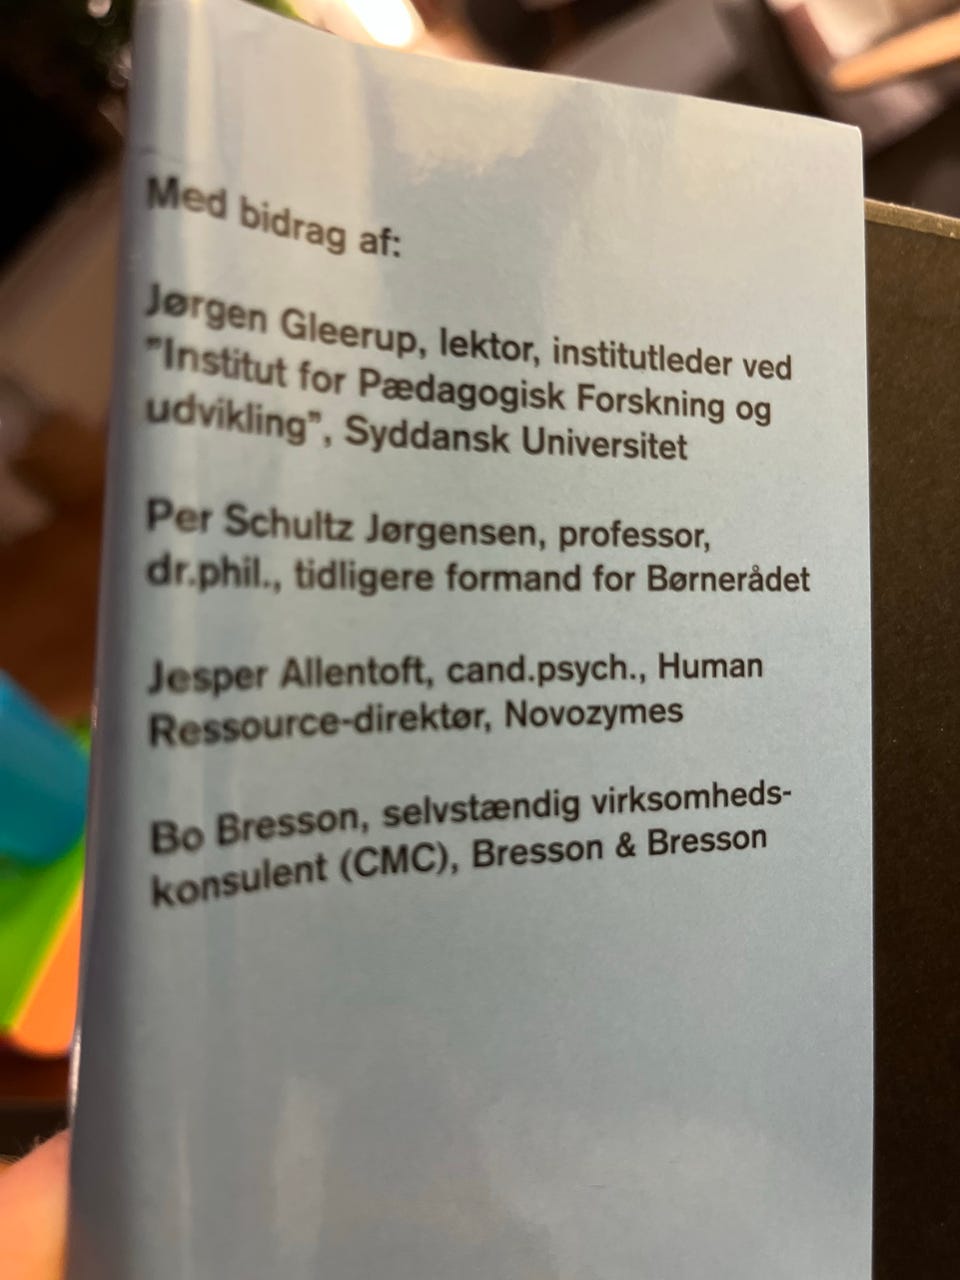 Med bidrag af:
Jørgen Gleerup, lektor, institutleder ved
"Institut for Pædagogisk Forskning og
udvikling", Syddansk Universitet
Per Schultz Jørgensen, professor,
dr.phil., tidligere formand for Børnerådet
Jesper Allentoft, cand.psych., Human
Ressource-direktør, Novozymes
Bo Bresson, selvstændig virksomheds-
konsulent (CMC), Bresson & Bresson